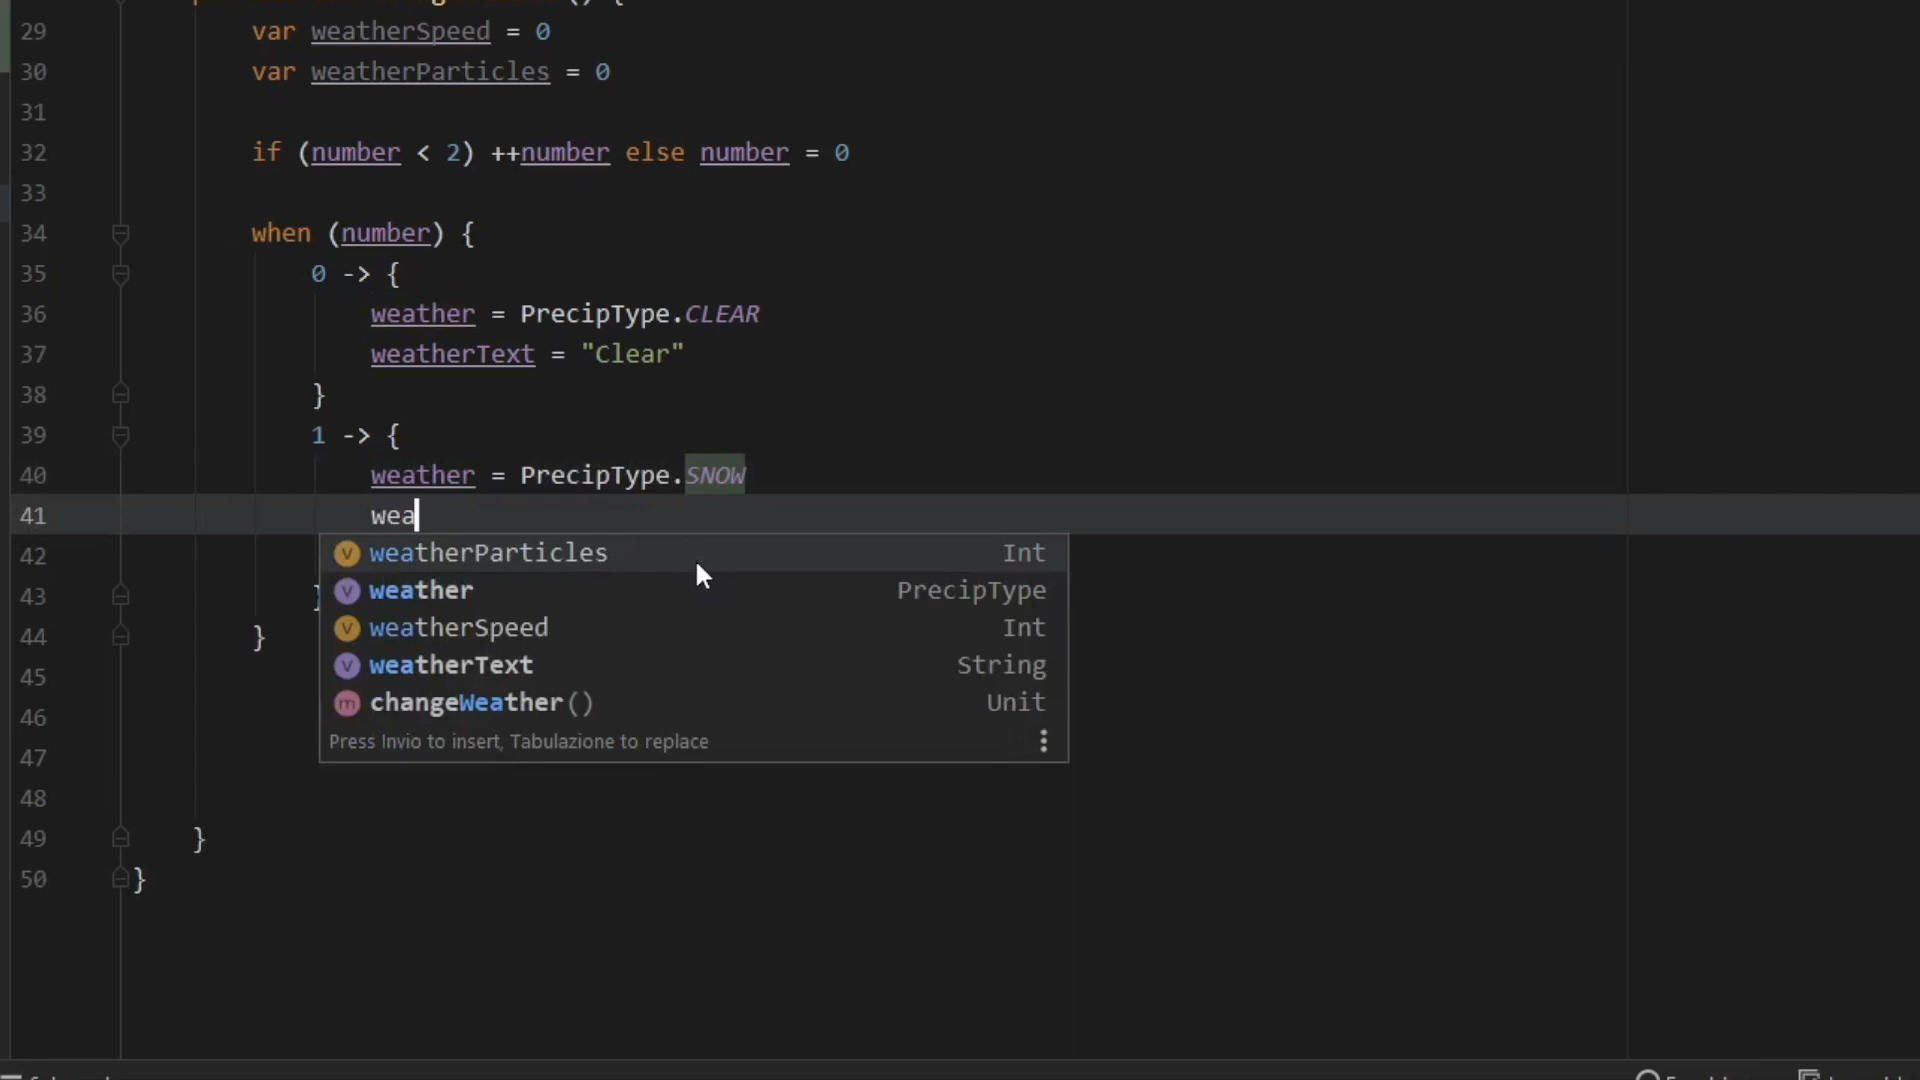 29 var weatherSpeed = 0
30 var weatherParticles = 0
31
32 if (number < 2) ++number else number = 0
33
34 when (number) {
35 0 -> {
36 weather = PrecipType.CLEAR
37 weatherText = "Clear"
38 }
39 1 -> {
40 weather = PrecipType.SNOW
41 wea
42 v weatherParticles Int
v weather PrecipType
43 }
v weatherSpeed Int
44 }
v weatherText String
45
m changeWeather() Unit
46
Press Invio to insert, Tabulazione to replace
47
48
49 }
50 }